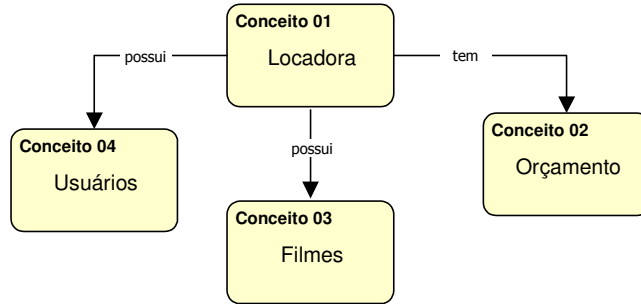 Conceito 01
Locadora
possui
tem
Conceito 04
Usuários
possui
Conceito 02
Orçamento
Conceito 03
Filmes